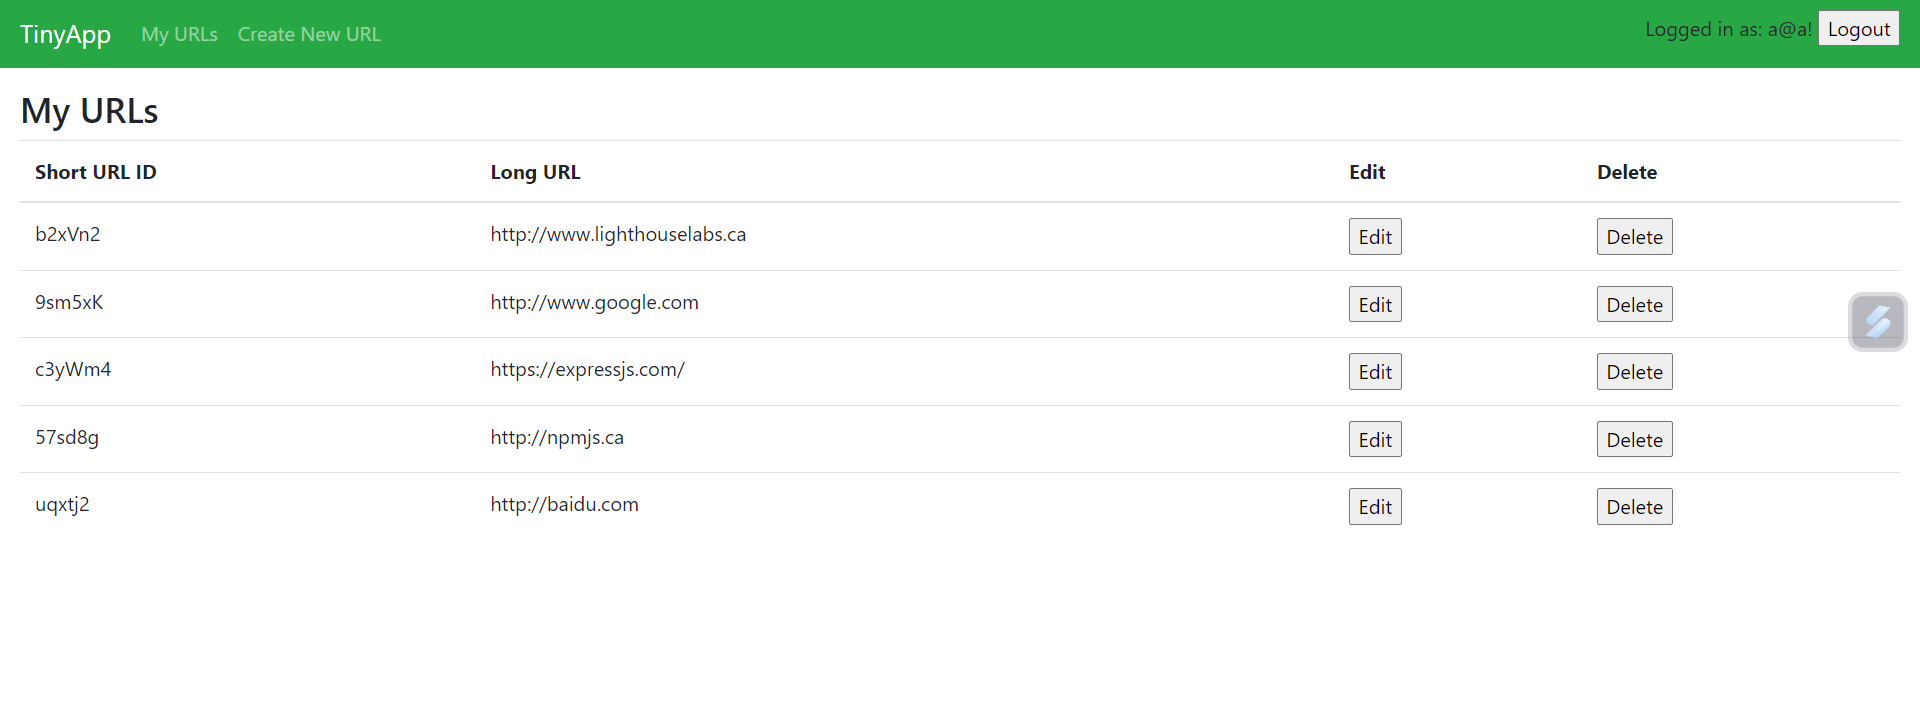 TinyApp My URLs Create New URL Logged in as: a@a! Logout
My URLs
Short URL ID Long URL Edit Delete
b2xVn2 http://www.lighthouselabs.ca Edit Delete
9sm5xK http://www.google.com Edit Delete
c3yWm4 https://expressjs.com/ Edit Delete
57sd8g http://npmjs.ca Edit Delete
uqxtj2 http://baidu.com Edit Delete